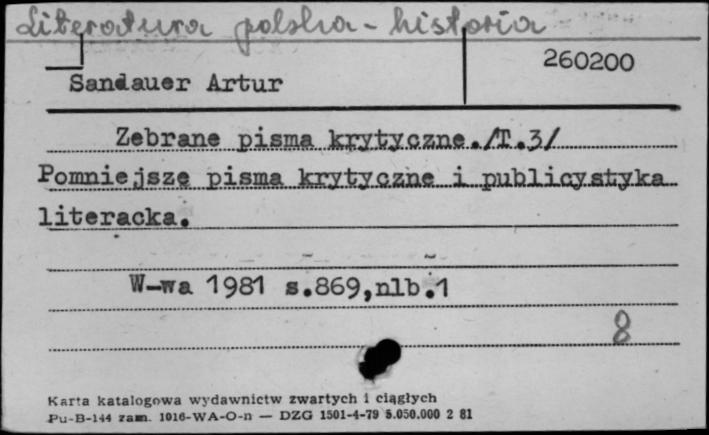 Literatura polska - historia
260200
Sandauer Artur
Zebrane pisma krytyczne./T.3/
Pomniejsze pisma krytyczne i publicystyka
literacka.
W-wa 1981 s.869,nlb.1
8
Karta katalogowa wydawnictw zwartych i ciągłych
Pu-B-144 zam. 1016-WA-O-n — DZG 1501-4-79 5.050.000 2 81